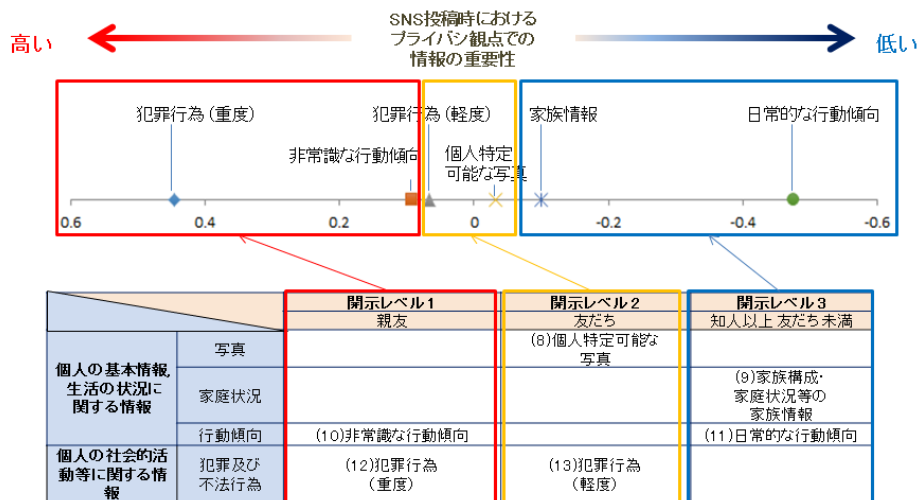 SNS投稿時における
プライバシ観点での
情報の重要性
高い
低い
犯罪行為(重度)
犯罪行為(軽度)
家族情報
日常的な行動傾向
非常識な行動傾向
個人特定
可能な写真
0.6
0.4
0.2
0
-0.2
-0.4
-0.6
開示レベル1
開示レベル2
開示レベル3
親友
友だち
知人以上 友だち未満
個人の基本情報,
生活の状況に
関する情報
写真
(8)個人特定可能な
写真
家庭状況
(9)家族構成・
家庭状況等の
家族情報
行動傾向
(10)非常識な行動傾向
(11)日常的な行動傾向
個人の社会的活
動等に関する情
報
犯罪及び
不法行為
(12)犯罪行為
(重度)
(13)犯罪行為
(軽度)